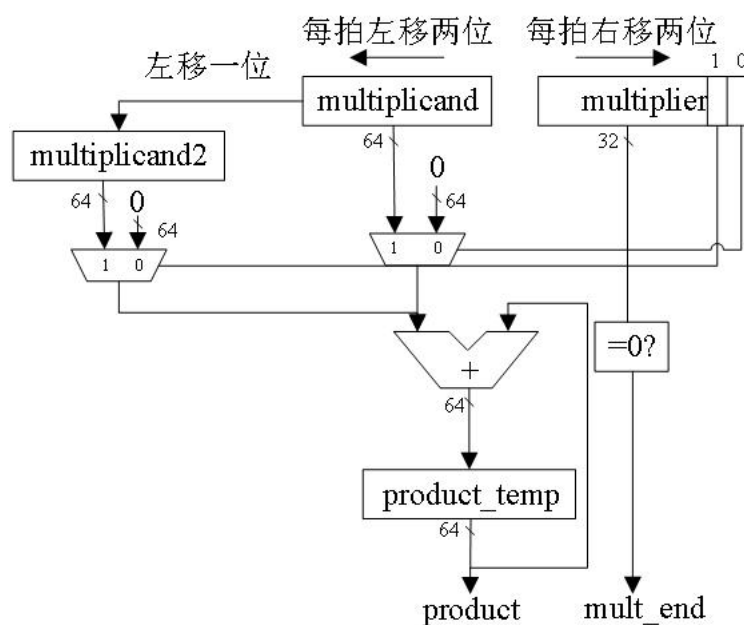 每拍左移两位
每拍右移两位
1 0
左移一位
multiplicand
multiplier
multiplicand2
64
32
0
64
64
0
64
1 0
1 0
=0?
+
64
product_temp
64
product
mult_end